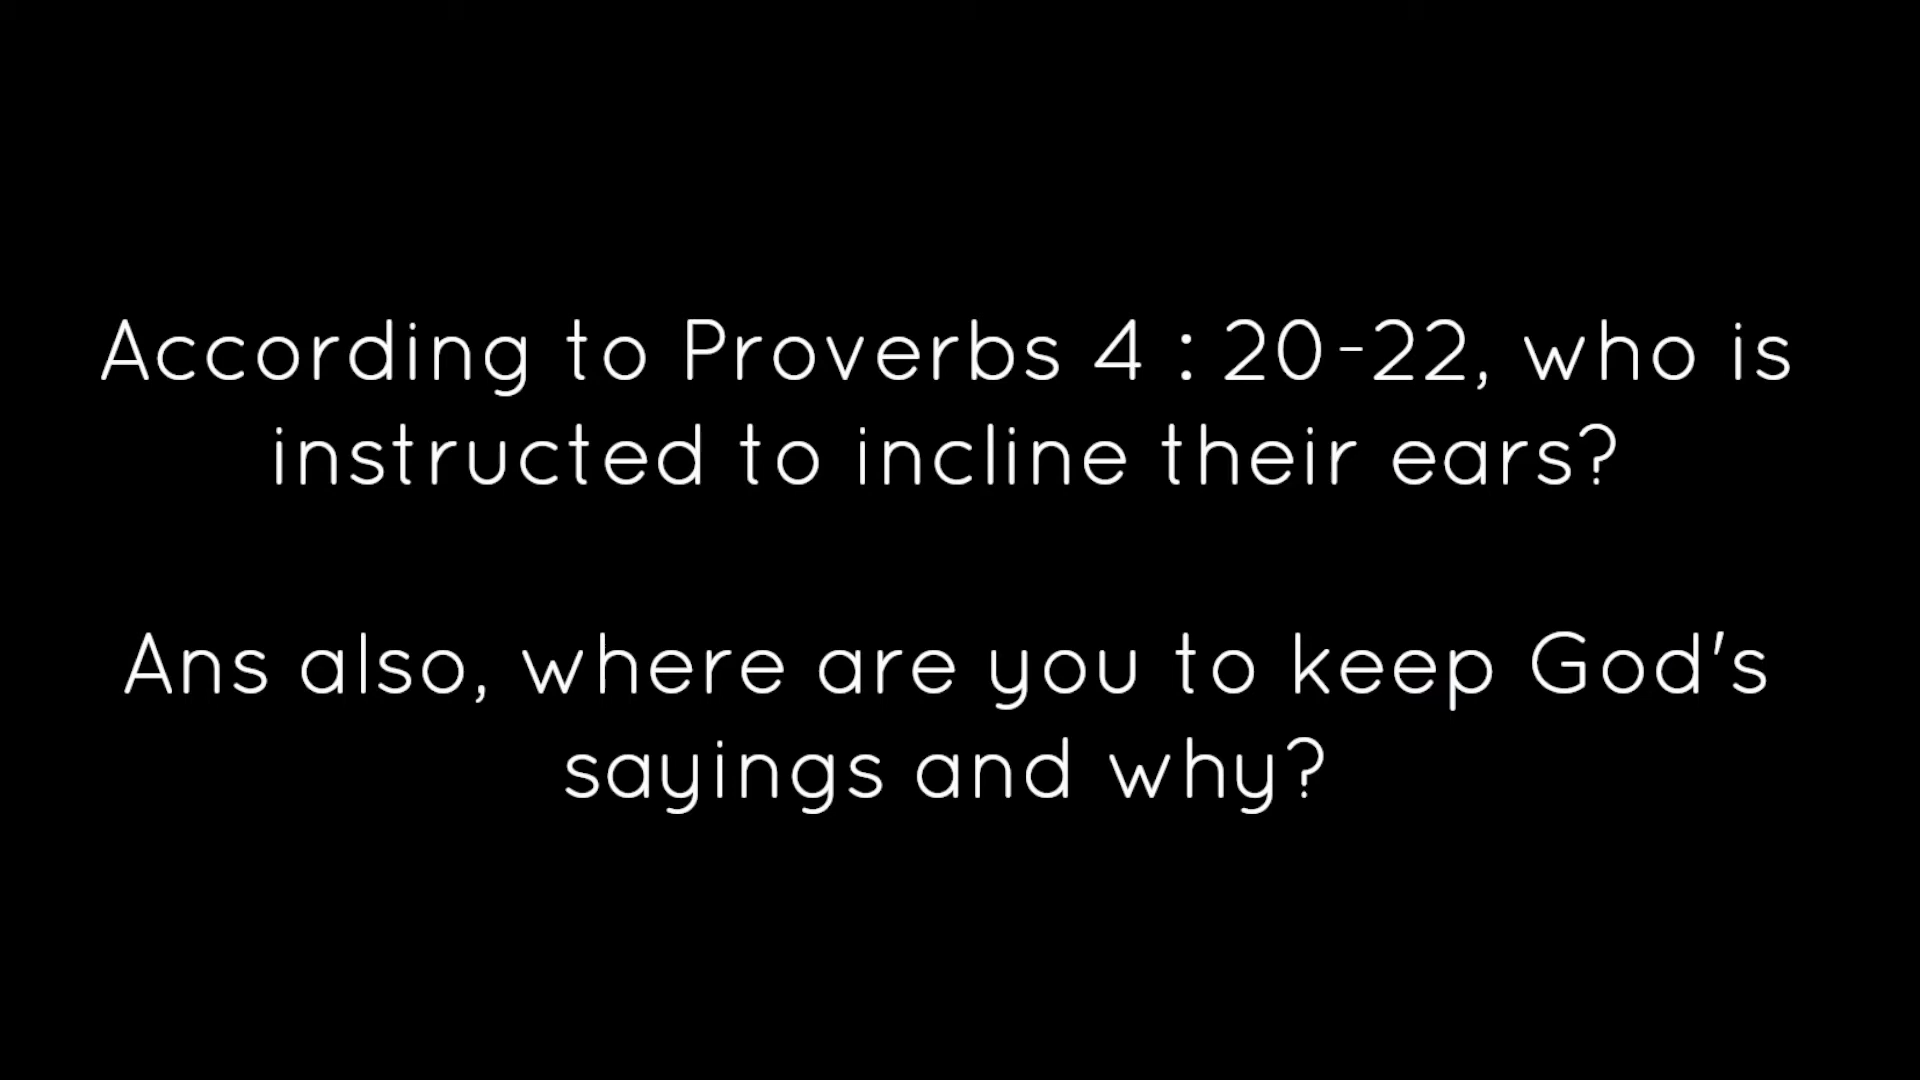 According to Proverbs 4 : 20-22, who is
instructed to incline their ears?
Ans also, where are you to keep God's
sayings and why?